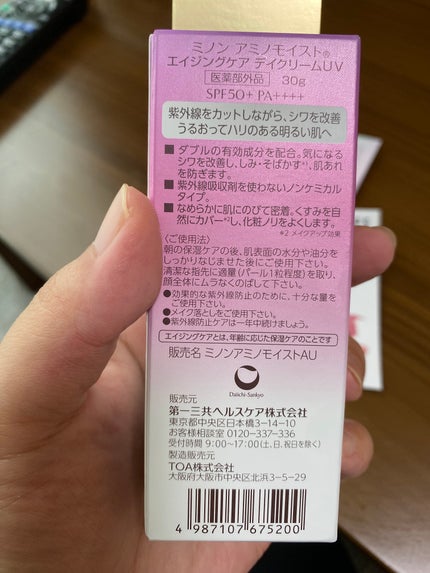 ミノン アミノモイスト®
エイジングケア デイクリームUV
医薬部外品 30g
SPF50+ PA++++
紫外線をカットしながら、シワを改善
うるおってハリのある明るい肌へ
■ ダブルの有効成分を配合。気になる
シワを改善し、しみ・そばかす*¹、肌あれ
を防ぎます。
■ 紫外線吸収剤を使わないノンケミカル
タイプ。
■ なめらかに肌にのびて密着。くすみを自
然にカバー*²し、化粧ノリをよくします。
*2 メイクアップ効果
〈ご使用法〉
朝の保湿ケアの後、肌表面の水分や油分を
しっかりなじませた後にご使用下さい。
清潔な指先に適量(パール1粒程度)を取り、
顔全体にムラなくのばして下さい。
●効果的な紫外線防止のために、十分な量を
ご使用下さい。
●メイク落としをご使用下さい。
●紫外線防止ケアは一年中続けましょう。
エイジングケアとは、年齢に応じた保湿ケアのことです
販売名 ミノンアミノモイストAU
Daiichi-Sankyo
販売元
第一三共ヘルスケア株式会社
東京都中央区日本橋3-14-10
お客様相談室 0120-337-336
受付時間 9:00~17:00(土、日、祝日を除く)
製造販売元
TOA株式会社
大阪府大阪市中央区北浜3-5-29
4 987107 675200